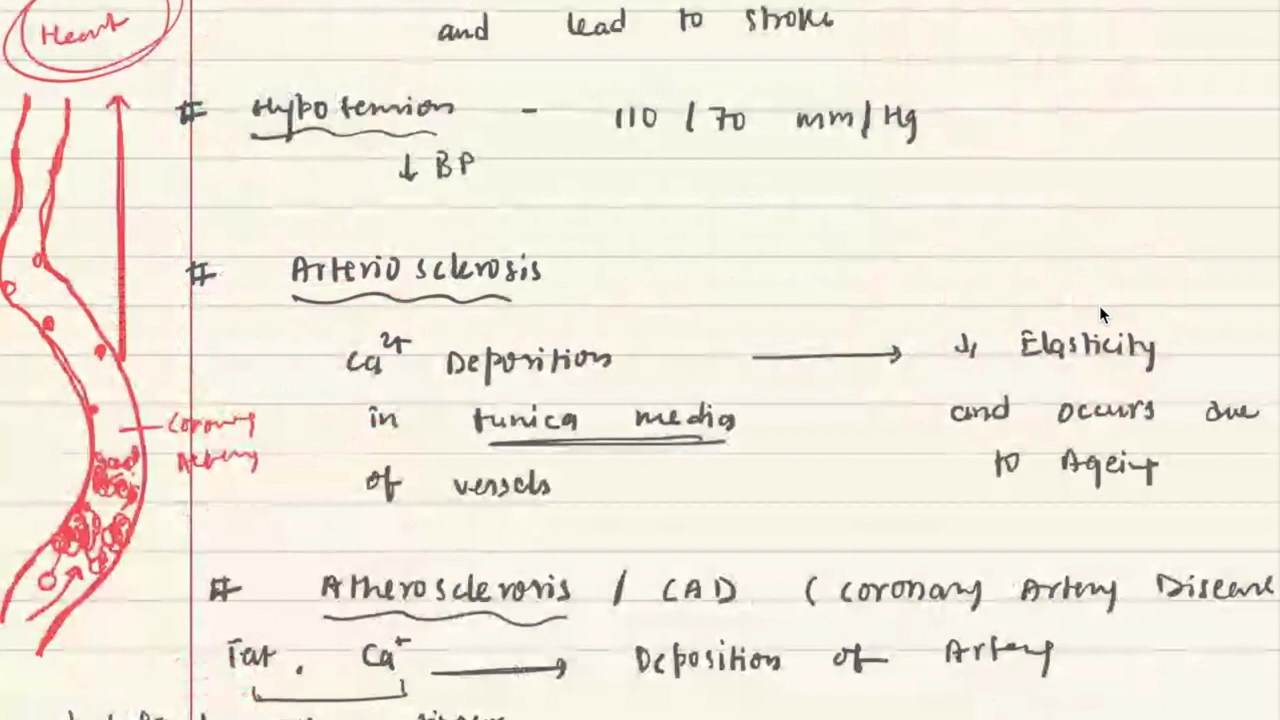 Heart
and lead to stroke
# Hypotension - 110 / 70 mm/Hg
↓ BP
# Arterio sclerosis
Ca²⁺ Deposition → ↓ Elasticity
in tunica media and occurs due
of vessels to Ageing
Coronary
Artery
# Atherosclerosis / CAD (Coronary Artery Disease
Fat, Ca⁺ → Deposition of Artery